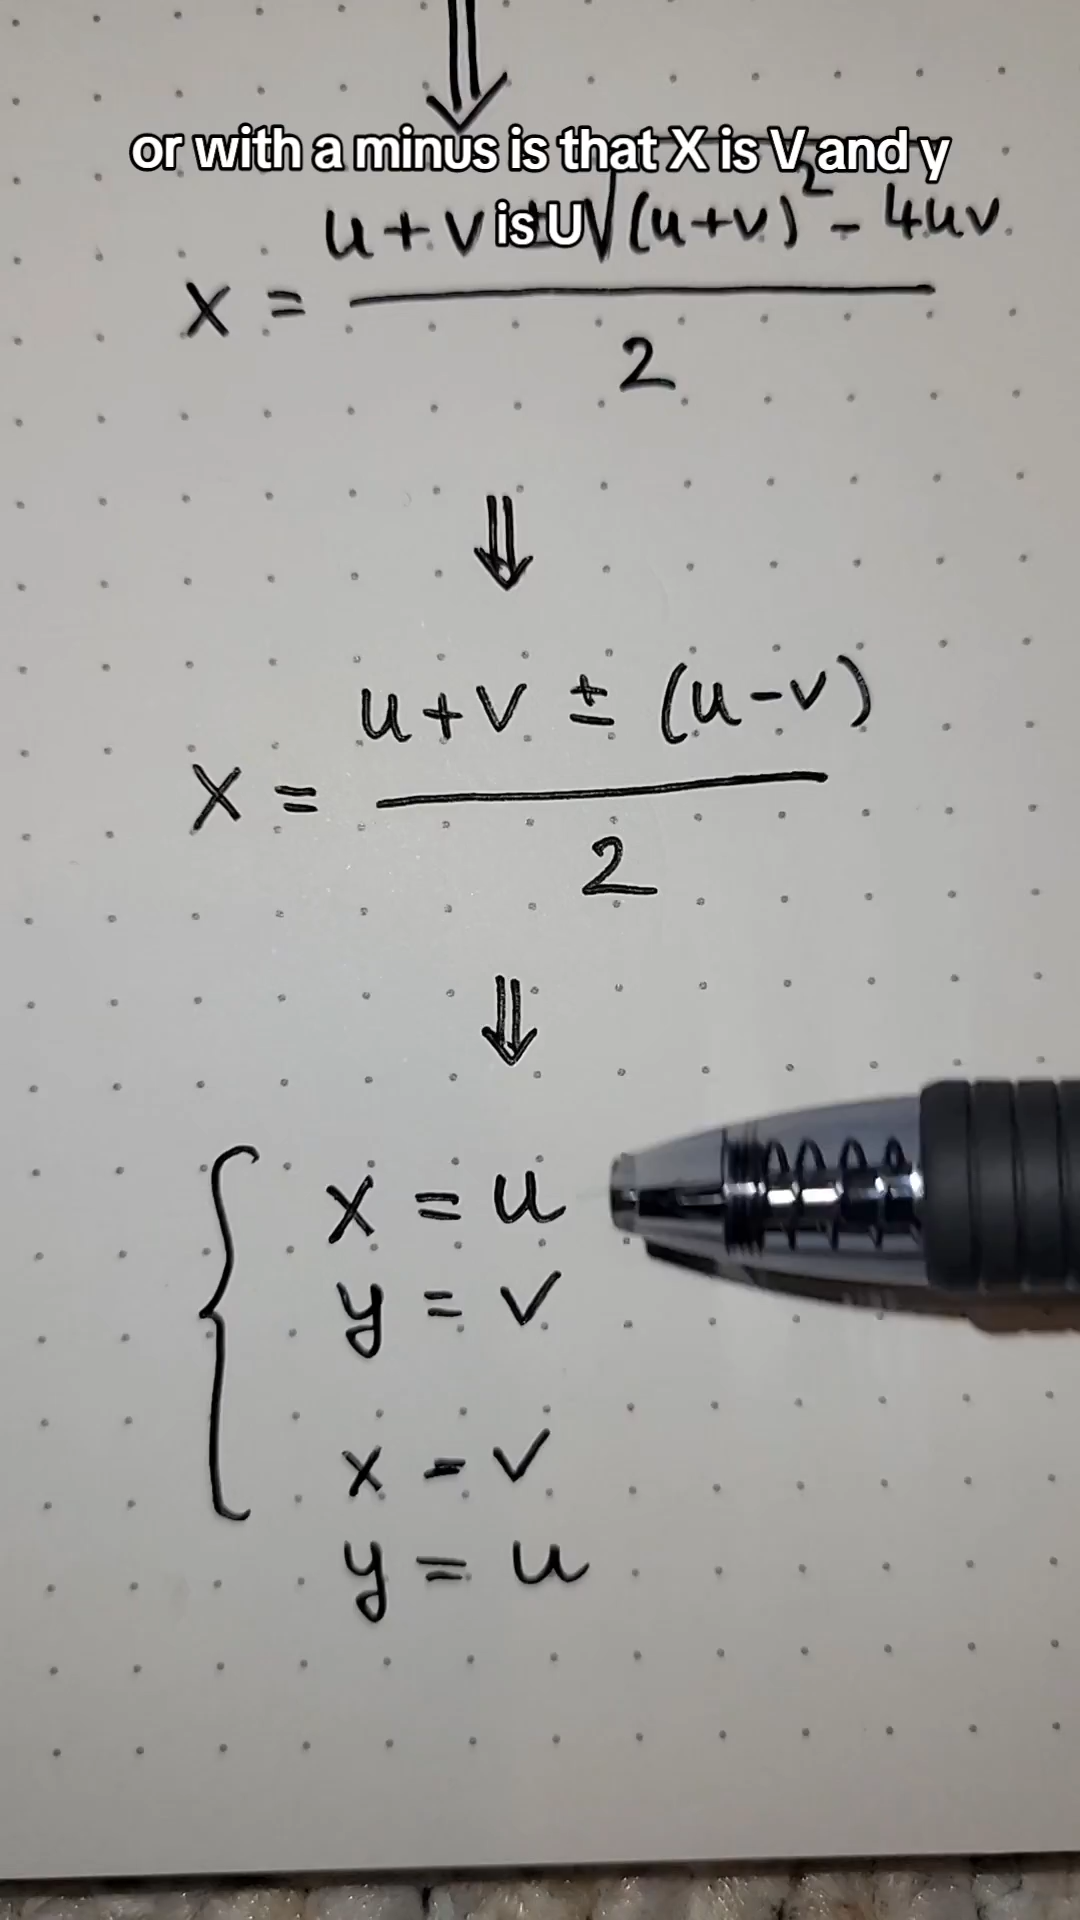 or with a minus is that X is V and y
is U
x = u + v ± √(u+v)² - 4uv
2
x = u+v ± (u-v)
2
x = u
y = v
x = v
y = u